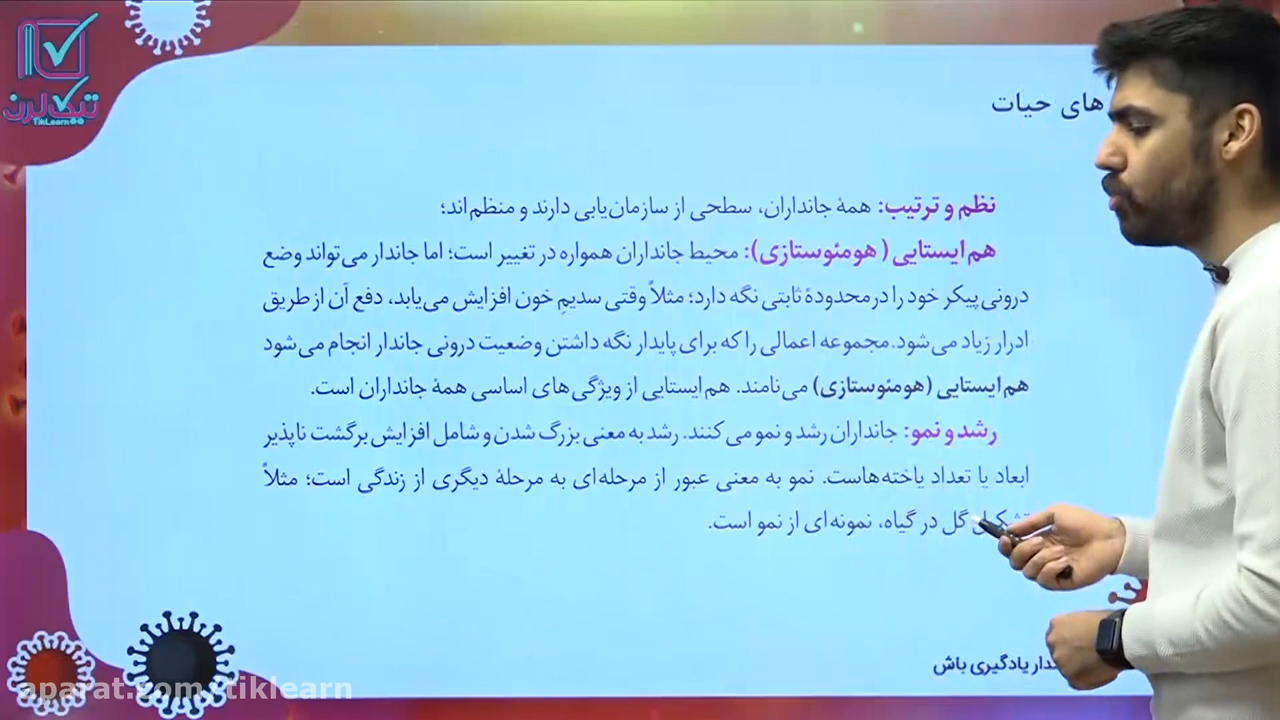 تیک لرن
TikLearn
های حیات
نظم و ترتیب: همهٔ جانداران، سطحی از سازمان‌یابی دارند و منظم‌اند؛
هم‌ایستایی ( هومئوستازی): محیط جانداران همواره در تغییر است؛ اما جاندار می‌تواند وضع
درونی پیکر خود را در محدودهٔ ثابتی نگه دارد؛ مثلاً وقتی سدیمِ خون افزایش می‌یابد، دفع آن از طریق
ادرار زیاد می‌شود. مجموعه اعمالی را که برای پایدار نگه داشتن وضعیت درونی جاندار انجام می‌شود
هم‌ایستایی (هومئوستازی) می‌نامند. هم‌ایستایی از ویژگی‌های اساسی همهٔ جانداران است.
رشد و نمو: جانداران رشد و نمو می کنند. رشد به معنی بزرگ شدن و شامل افزایش برگشت ناپذیر
ابعاد یا تعداد یاخته‌هاست. نمو به معنی عبور از مرحله‌ای به مرحلهٔ دیگری از زندگی است؛ مثلاً
گل در گیاه، نمونه‌ای از نمو است.
یادگیری باش
aparat.com/tiklearn